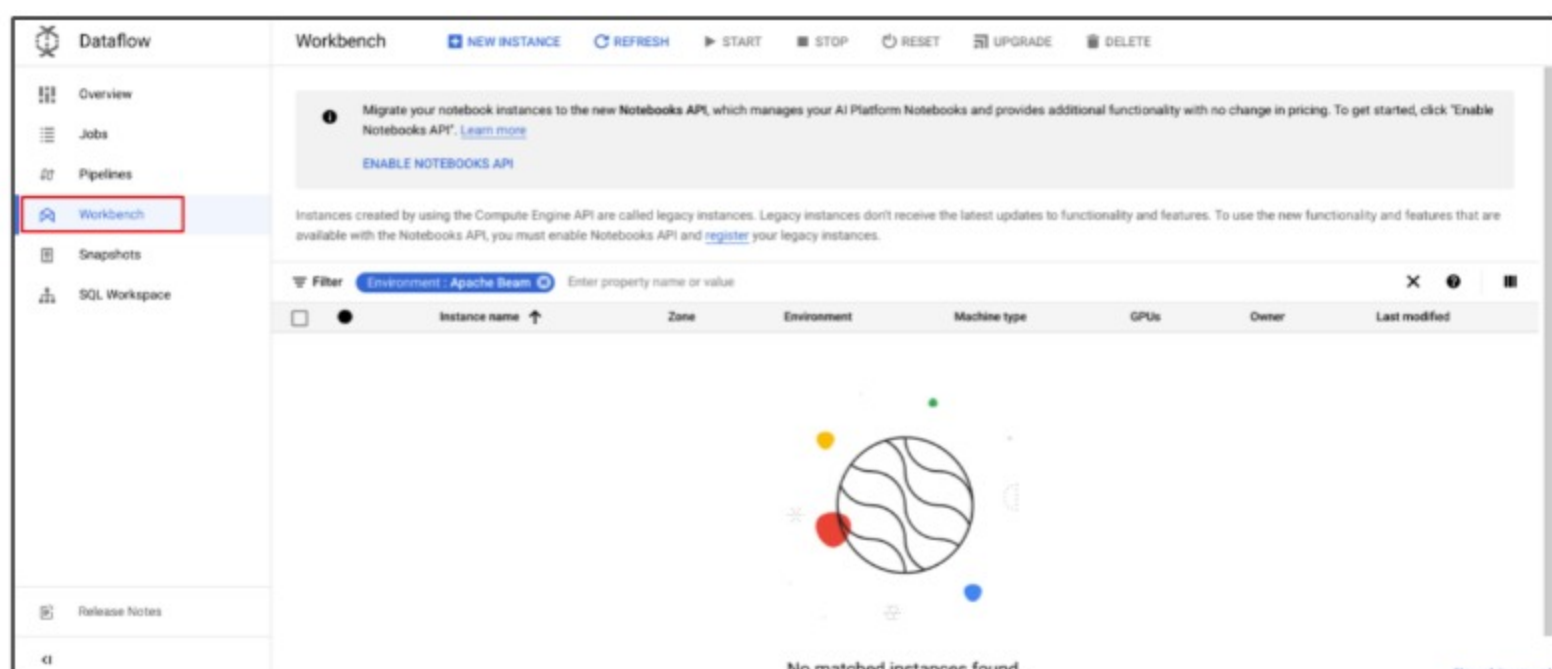 Dataflow
Overview
Jobs
Pipelines
Workbench
Snapshots
SQL Workspace
Release Notes
Workbench NEW INSTANCE REFRESH START STOP RESET UPGRADE DELETE
Migrate your notebook instances to the new Notebooks API, which manages your AI Platform Notebooks and provides additional functionality with no change in pricing. To get started, click "Enable
Notebooks API". Learn more
ENABLE NOTEBOOKS API
Instances created by using the Compute Engine API are called legacy instances. Legacy instances don't receive the latest updates to functionality and features. To use the new functionality and features that are
available with the Notebooks API, you must enable Notebooks API and register your legacy instances.
Filter Environment : Apache Beam Enter property name or value
Instance name Zone Environment Machine type GPUs Owner Last modified
No matched instances found